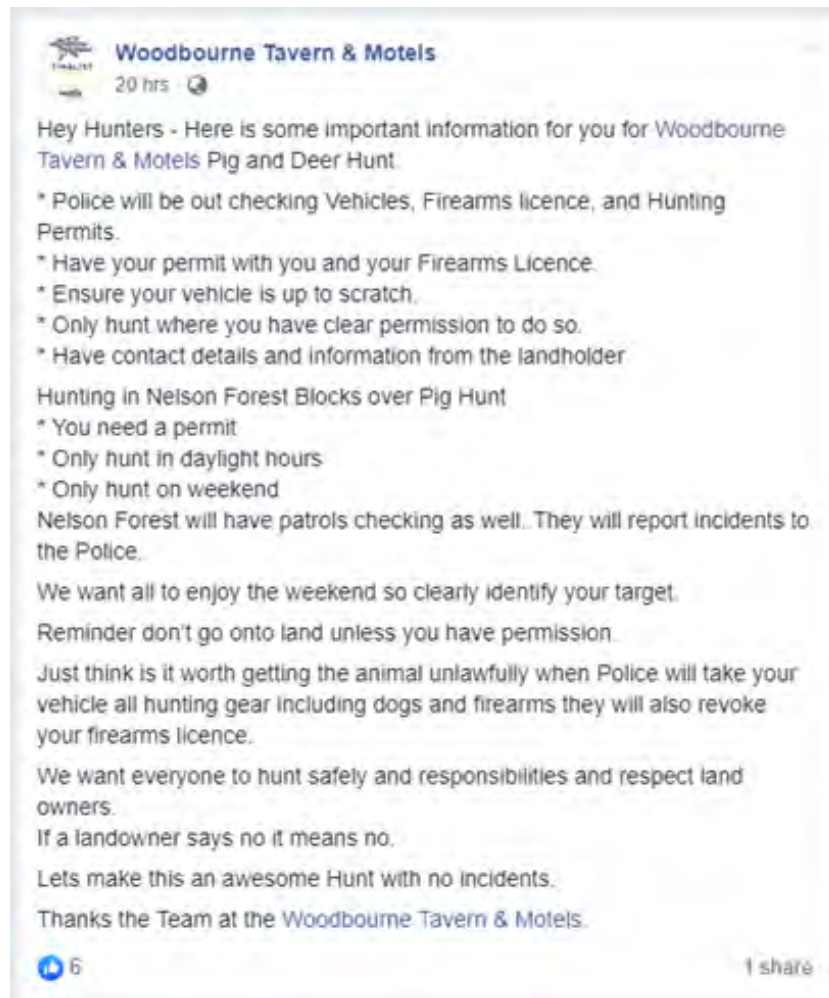 Woodbourne Tavern & Motels
20 hrs
Hey Hunters - Here is some important information for you for Woodbourne
Tavern & Motels Pig and Deer Hunt.
* Police will be out checking Vehicles, Firearms licence, and Hunting
Permits.
* Have your permit with you and your Firearms Licence.
* Ensure your vehicle is up to scratch.
* Only hunt where you have clear permission to do so.
* Have contact details and information from the landholder
Hunting in Nelson Forest Blocks over Pig Hunt
* You need a permit
* Only hunt in daylight hours
* Only hunt on weekend
Nelson Forest will have patrols checking as well. They will report incidents to
the Police.
We want all to enjoy the weekend so clearly identify your target.
Reminder don't go onto land unless you have permission.
Just think is it worth getting the animal unlawfully when Police will take your
vehicle all hunting gear including dogs and firearms they will also revoke
your firearms licence.
We want everyone to hunt safely and responsibilities and respect land
owners.
If a landowner says no it means no.
Lets make this an awesome Hunt with no incidents.
Thanks the Team at the Woodbourne Tavern & Motels.
6
1 share